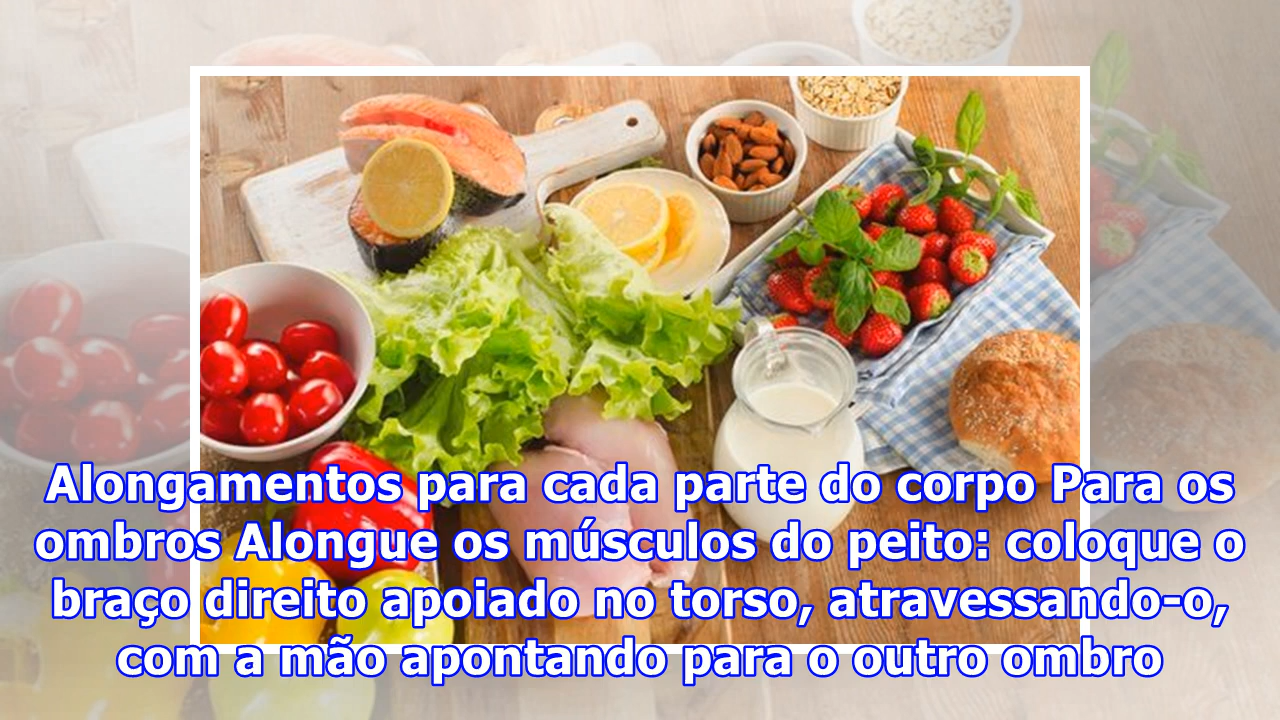 Alongamentos para cada parte do corpo Para os
ombros Alongue os músculos do peito: coloque o
braço direito apoiado no torso, atravessando-o,
com a mão apontando para o outro ombro